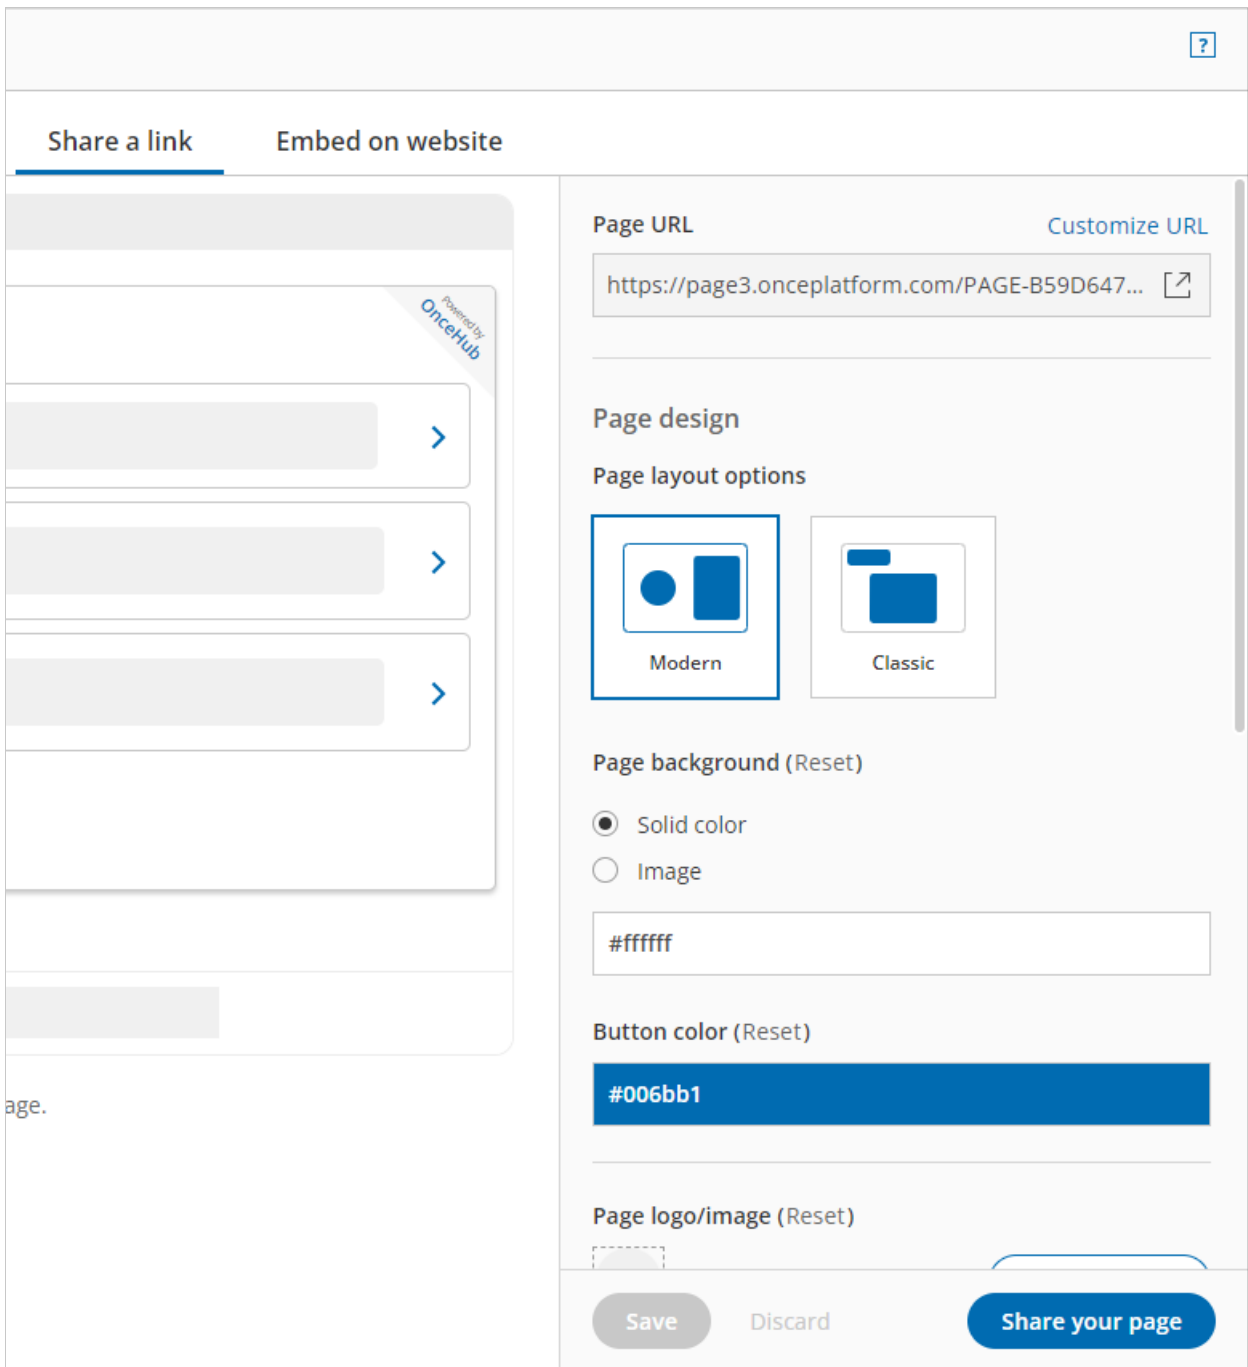 ?
Share a link
Embed on website
Powered by
OnceHub
age.
Page URL
Customize URL
https://page3.onceplatform.com/PAGE-B59D647...
Page design
Page layout options
Modern
Classic
Page background (Reset)
Solid color
Image
#ffffff
Button color (Reset)
#006bb1
Page logo/image (Reset)
Save
Discard
Share your page